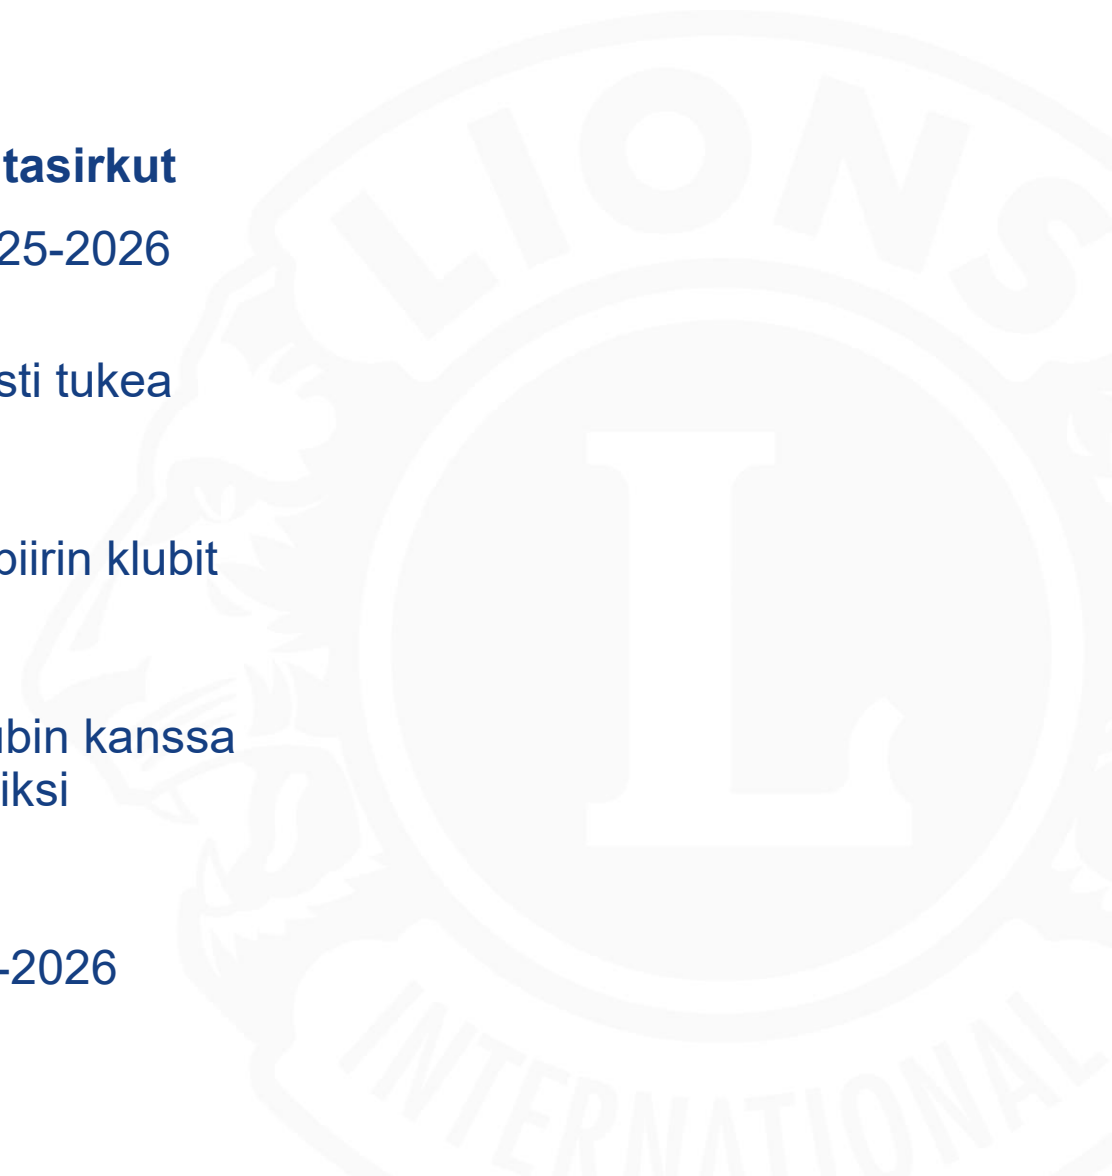 tasirkut
25-2026
sti tukea
piirin klubit
ubin kanssa
iksi
-2026
LIONS
L
INTERNATIONAL